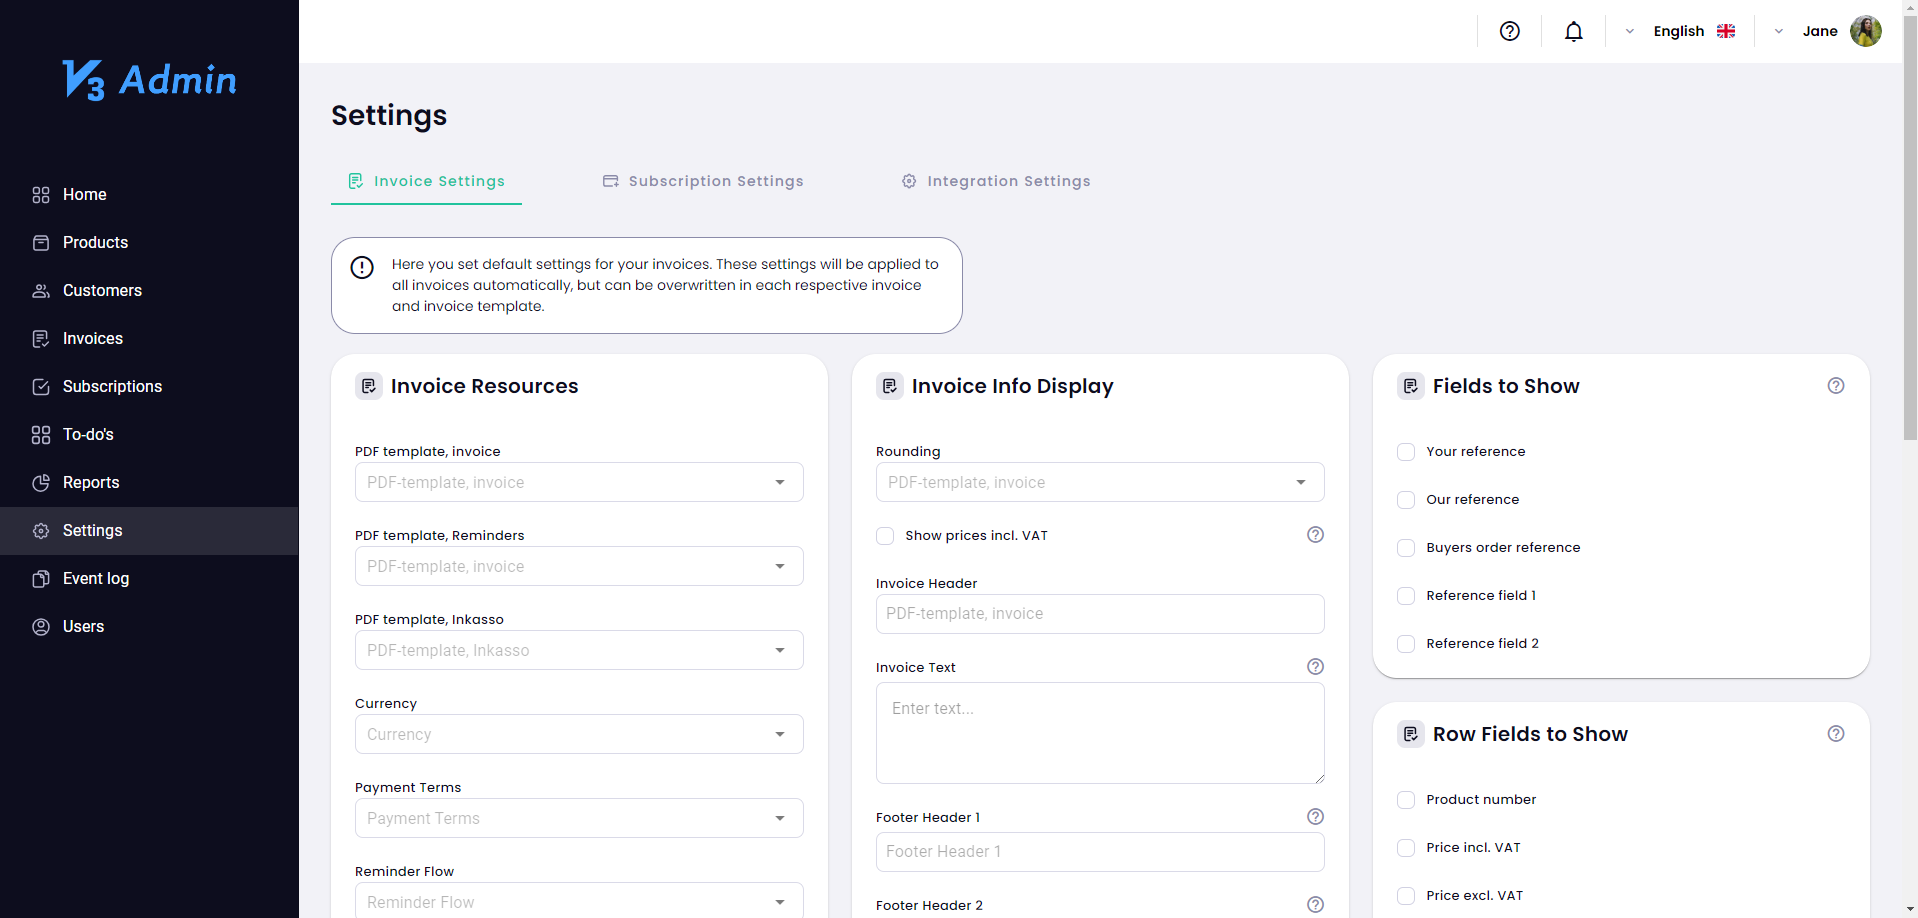 V3 Admin
Home
Products
Customers
Invoices
Subscriptions
To-do's
Reports
Settings
Event log
Users
English
Jane
Settings
Invoice Settings
Subscription Settings
Integration Settings
Here you set default settings for your invoices. These settings will be applied to
all invoices automatically, but can be overwritten in each respective invoice
and invoice template.
Invoice Resources
PDF template, invoice
PDF-template, invoice
PDF template, Reminders
PDF-template, invoice
PDF template, Inkasso
PDF-template, Inkasso
Currency
Currency
Payment Terms
Payment Terms
Reminder Flow
Reminder Flow
Invoice Info Display
Rounding
PDF-template, invoice
Show prices incl. VAT
Invoice Header
PDF-template, invoice
Invoice Text
Enter text...
Footer Header 1
Footer Header 1
Footer Header 2
Fields to Show
Your reference
Our reference
Buyers order reference
Reference field 1
Reference field 2
Row Fields to Show
Product number
Price incl. VAT
Price excl. VAT